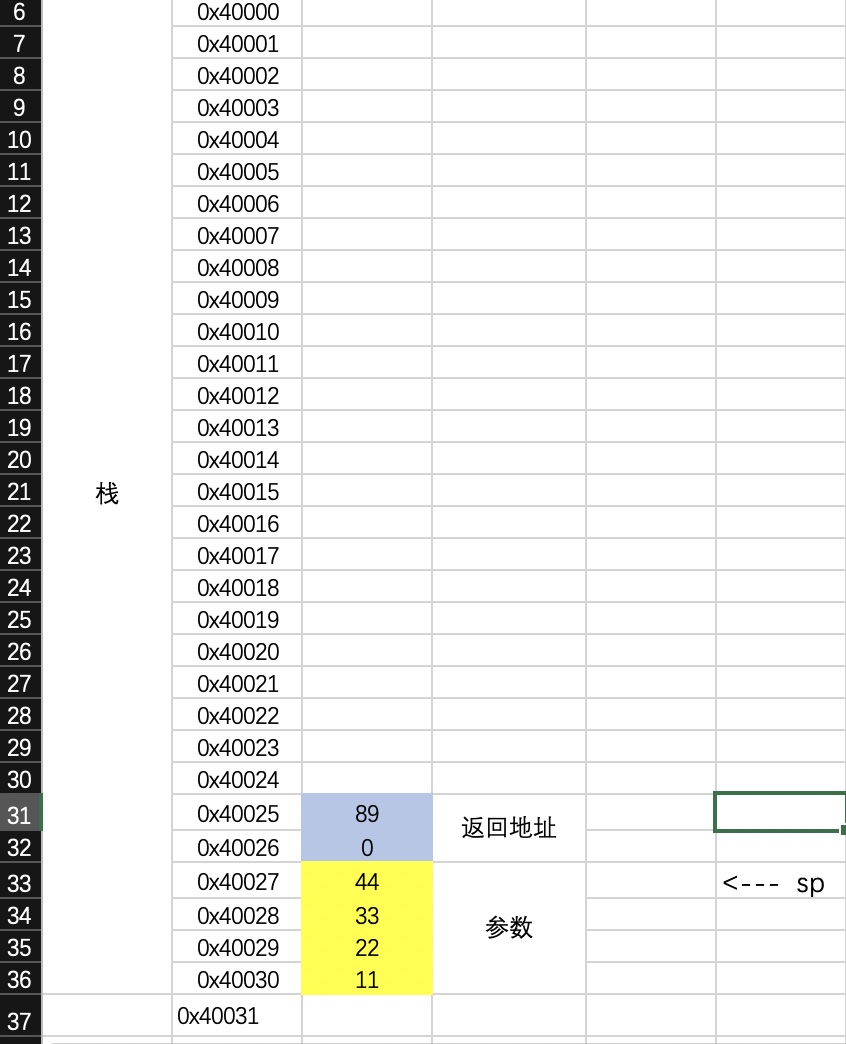 6 0x40000
7 0x40001
8 0x40002
9 0x40003
10 0x40004
11 0x40005
12 0x40006
13 0x40007
14 0x40008
15 0x40009
16 0x40010
17 0x40011
18 0x40012
19 0x40013
20 0x40014
21 栈 0x40015
22 0x40016
23 0x40017
24 0x40018
25 0x40019
26 0x40020
27 0x40021
28 0x40022
29 0x40023
30 0x40024
31 0x40025 89 返回地址
32 0x40026 0
33 0x40027 44 <--- sp
34 0x40028 33 参数
35 0x40029 22
36 0x40030 11
37 0x40031